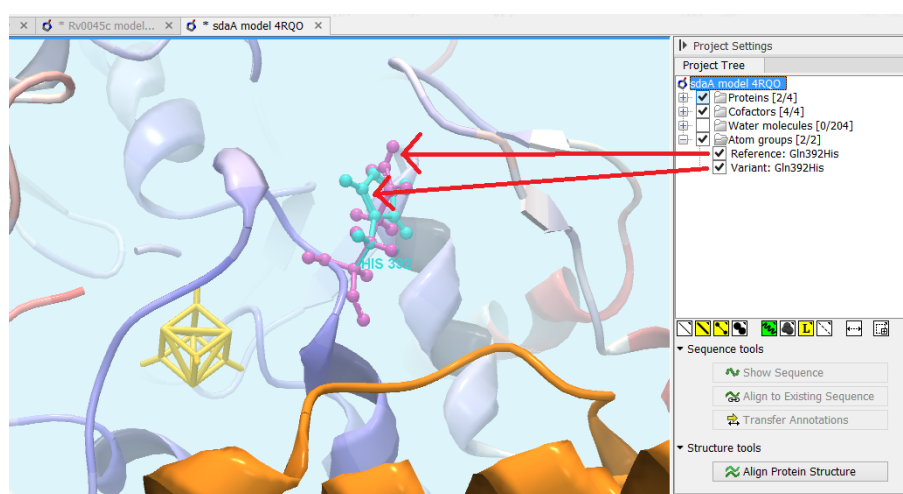 * Rv0045c model...
* sdaA model 4RQO
Project Settings
Project Tree
sdaA model 4RQO
Proteins [2/4]
Cofactors [4/4]
Water molecules [0/204]
Atom groups [2/2]
Reference: Gln392His
Variant: Gln392His
HIS 392
L
Sequence tools
Show Sequence
Align to Existing Sequence
Transfer Annotations
Structure tools
Align Protein Structure